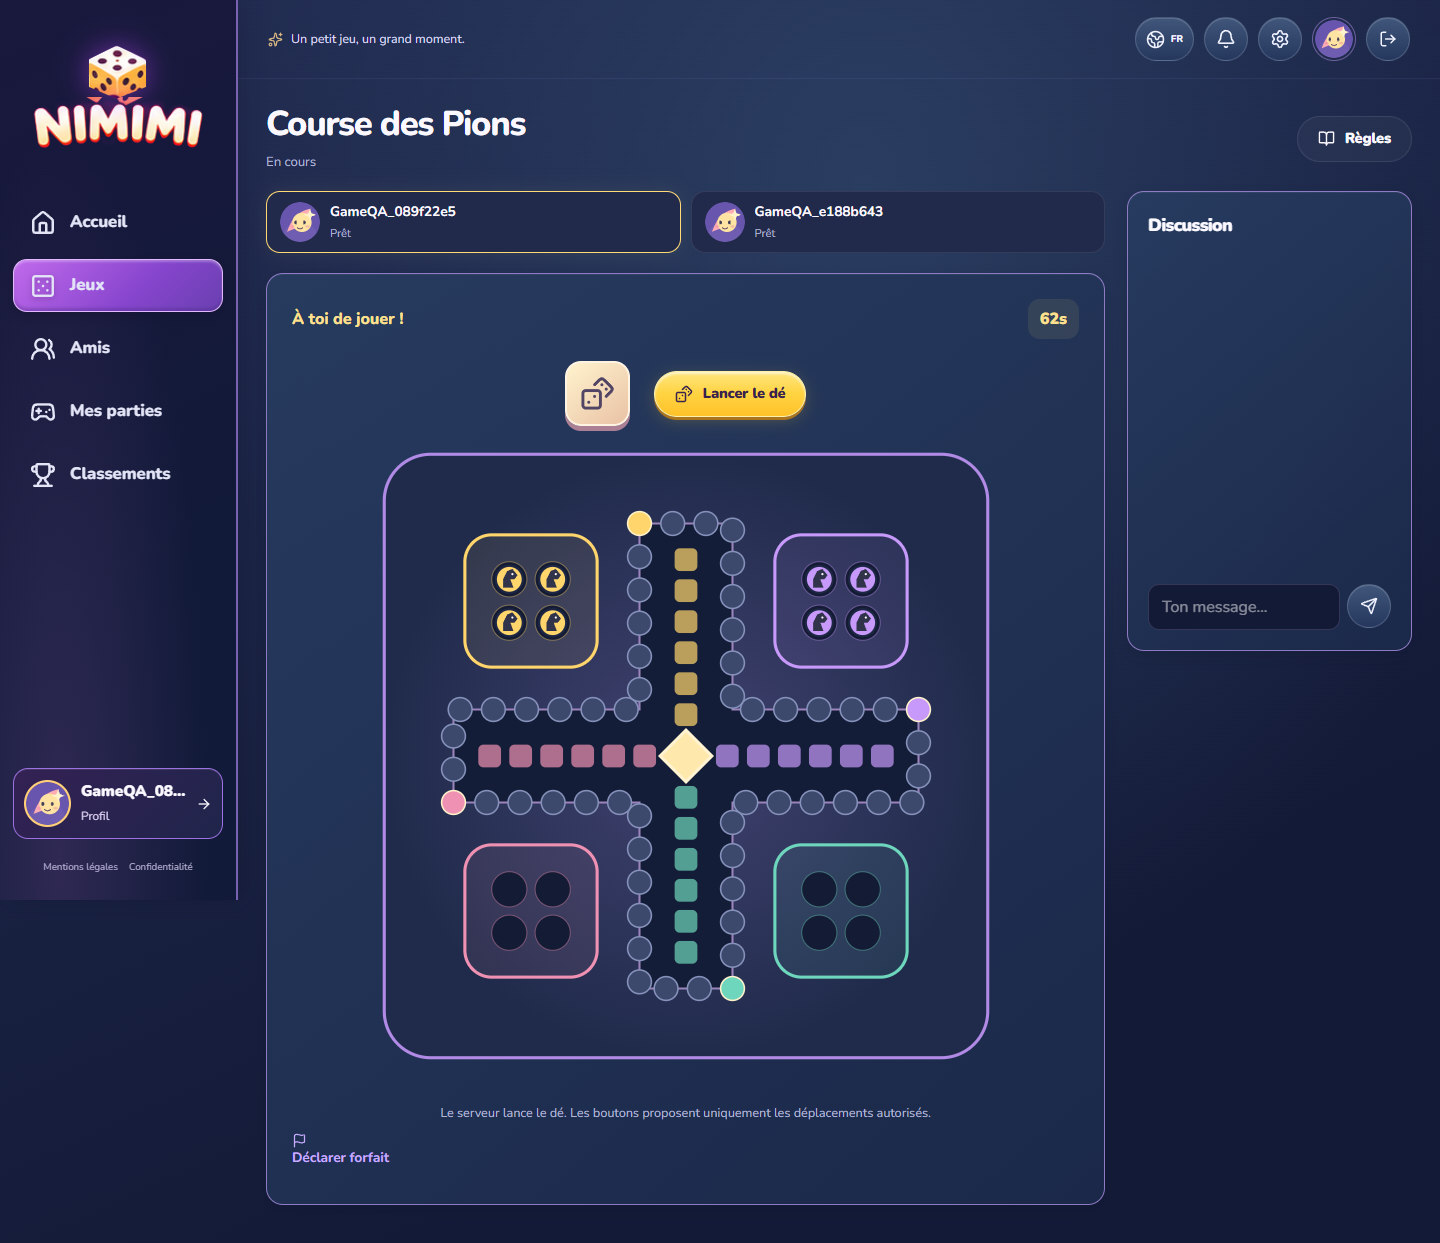 NIMIMI
Accueil
Jeux
Amis
Mes parties
Classements
GameQA_08...
Profil
Mentions légales Confidentialité
Un petit jeu, un grand moment.
FR
Course des Pions
En cours
Règles
GameQA_089f22e5
Prêt
GameQA_e188b643
Prêt
À toi de jouer !
62s
Lancer le dé
Le serveur lance le dé. Les boutons proposent uniquement les déplacements autorisés.
Déclarer forfait
Discussion
Ton message...